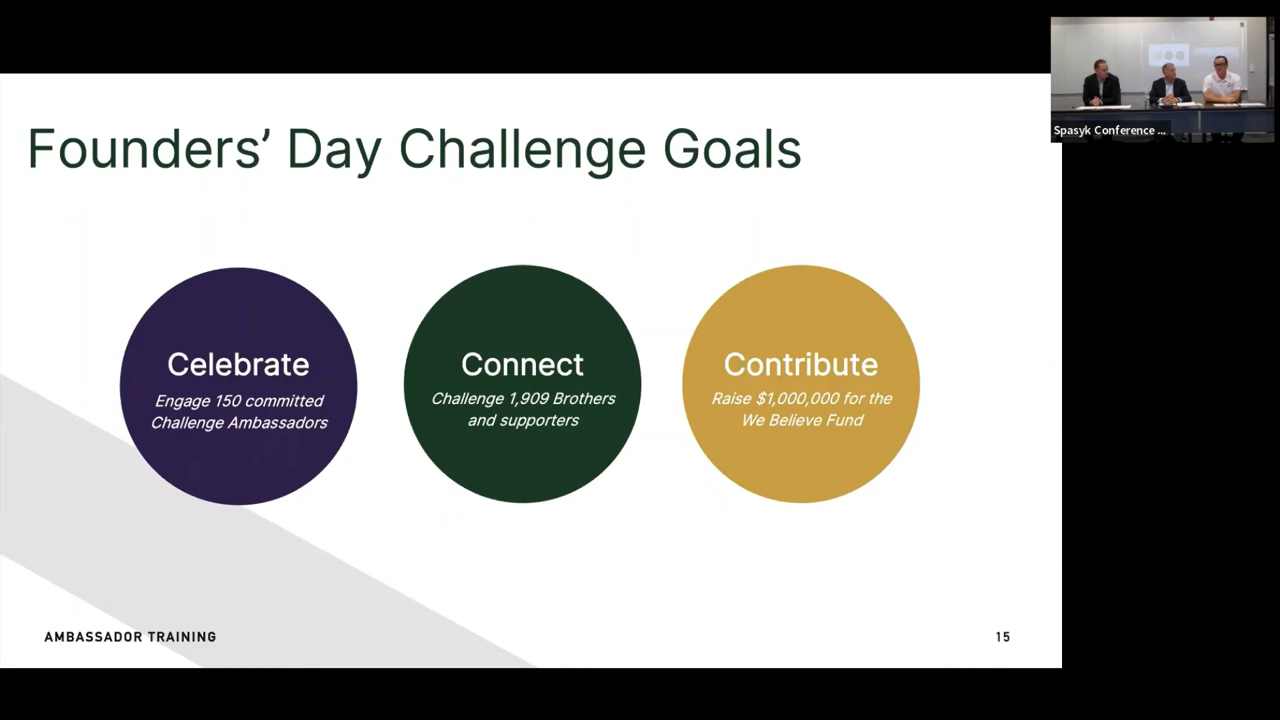 Founders’ Day Challenge Goals
Celebrate
Engage 150 committed
Challenge Ambassadors
Connect
Challenge 1,909 Brothers
and supporters
Contribute
Raise $1,000,000 for the
We Believe Fund
AMBASSADOR TRAINING
15
Spasyk Conference ...